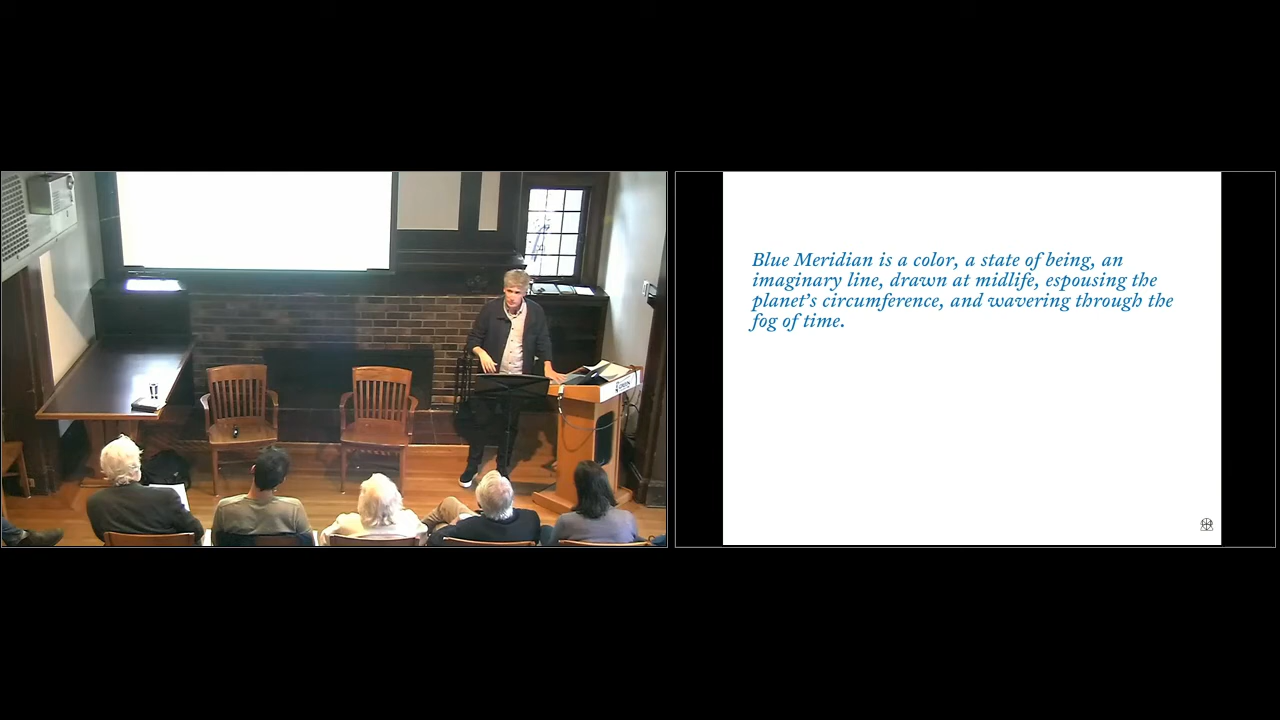 Blue Meridian is a color, a state of being, an
imaginary line, drawn at midlife, espousing the
planet's circumference, and wavering through the
fog of time.